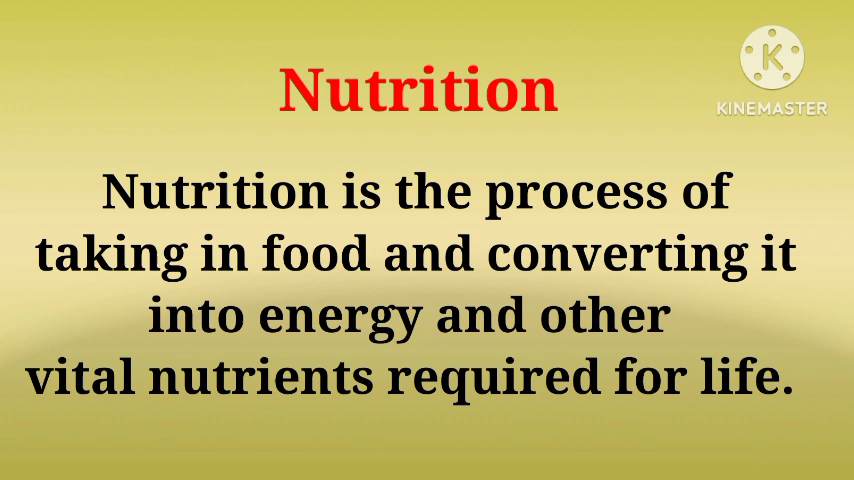 Nutrition
KINEMASTER
Nutrition is the process of
taking in food and converting it
into energy and other
vital nutrients required for life.